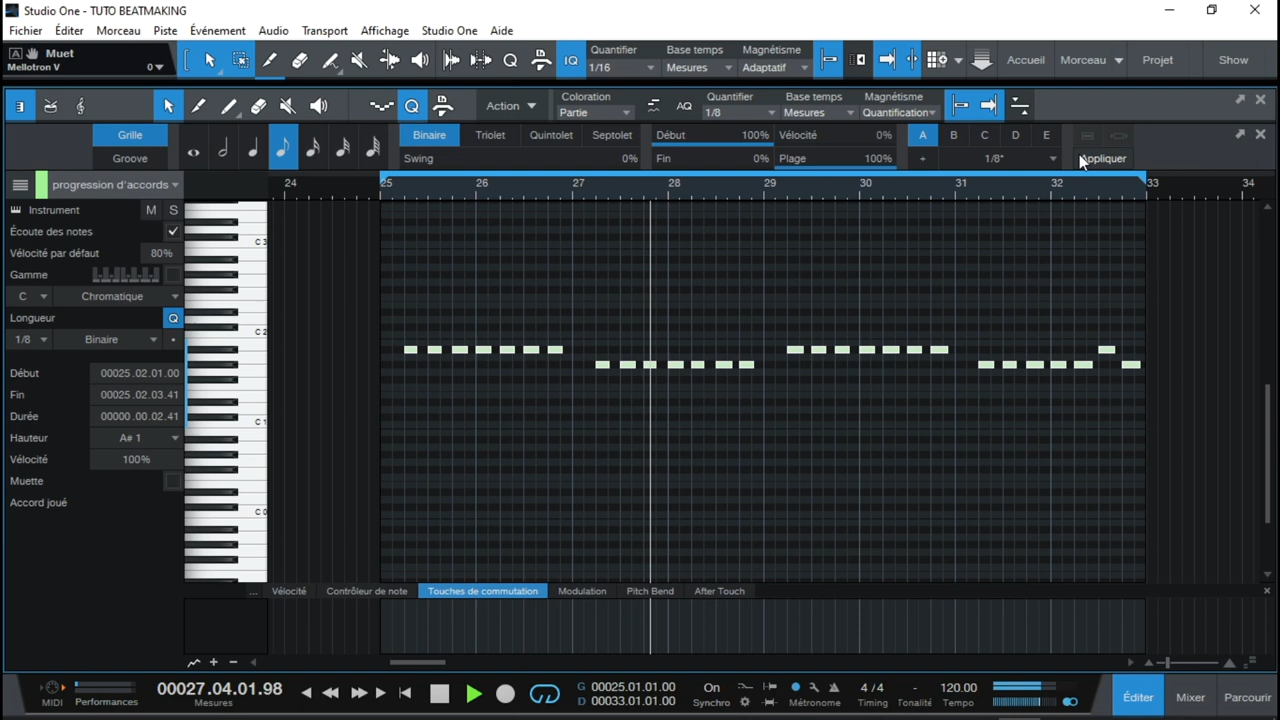 Studio One - TUTO BEATMAKING
Fichier Éditer Morceau Piste Événement Audio Transport Affichage Studio One Aide
A Muet
Mellotron V 0
IQ
Quantifier Base temps Magnétisme
1/16 Mesures Adaptatif
Accueil Morceau Projet Show
Q Action
Coloration
Partie
AQ
Quantifier Base temps Magnétisme
1/8 Mesures Quantification
Grille
Groove
Binaire Triolet Quintolet Septolet
Swing 0%
Début 100% Vélocité 0%
Fin 0% Plage 100%
A B C D E
+ 1/8* Appliquer
progression d'accords
24 25 26 27 28 29 30 31 32 33 34
Instrument M S
Écoute des notes
Vélocité par défaut 80%
Gamme
C Chromatique
Longueur Q
1/8 Binaire
Début 00025.02.01.00
Fin 00025.02.03.41
Durée 00000.00.02.41
Hauteur A# 1
Vélocité 100%
Muette
Accord joué
C 3
C 2
C 1
C 0
... Vélocité Contrôleur de note Touches de commutation Modulation Pitch Bend After Touch
MIDI Performances
00027.04.01.98
Mesures
G 00025.01.01.00
D 00033.01.01.00
On
Synchro
Métronome
4 / 4
Timing
-
Tonalité
120.00
Tempo
Éditer Mixer Parcourir